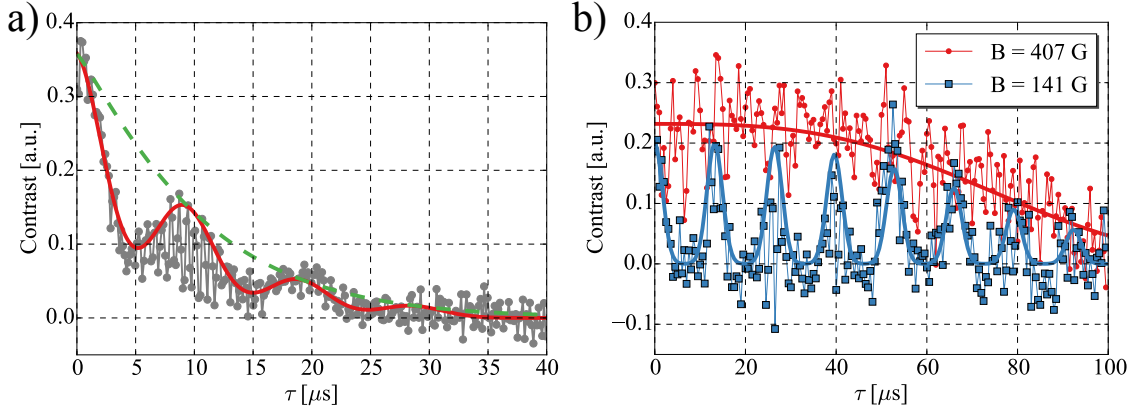 a)
Contrast [a.u.]
0.4
0.3
0.2
0.1
0.0
0 5 10 15 20 25 30 35 40
τ [μs]
b)
Contrast [a.u.]
0.4
0.3
0.2
0.1
0.0
−0.1
0 20 40 60 80 100
τ [μs]
B = 407 G
B = 141 G